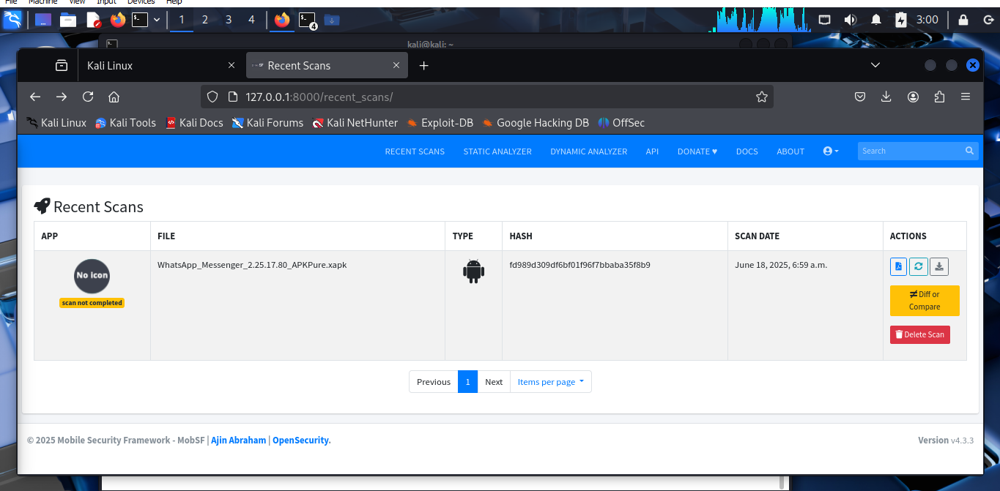 File Machine View Input Devices Help
1 2 3 4
4
3:00
kali@kali: ~
Kali Linux
Recent Scans
127.0.0.1:8000/recent_scans/
Kali Linux Kali Tools Kali Docs Kali Forums Kali NetHunter Exploit-DB Google Hacking DB OffSec
RECENT SCANS STATIC ANALYZER DYNAMIC ANALYZER API DONATE ♥ DOCS ABOUT Search
Recent Scans
APP FILE TYPE HASH SCAN DATE ACTIONS
No icon
scan not completed
WhatsApp_Messenger_2.25.17.80_APKPure.xapk
fd989d309df6bf01f96f7bbaba35f8b9
June 18, 2025, 6:59 a.m.
≠ Diff or
Compare
Delete Scan
Previous 1 Next Items per page
© 2025 Mobile Security Framework - MobSF | Ajin Abraham | OpenSecurity.
Version v4.3.3